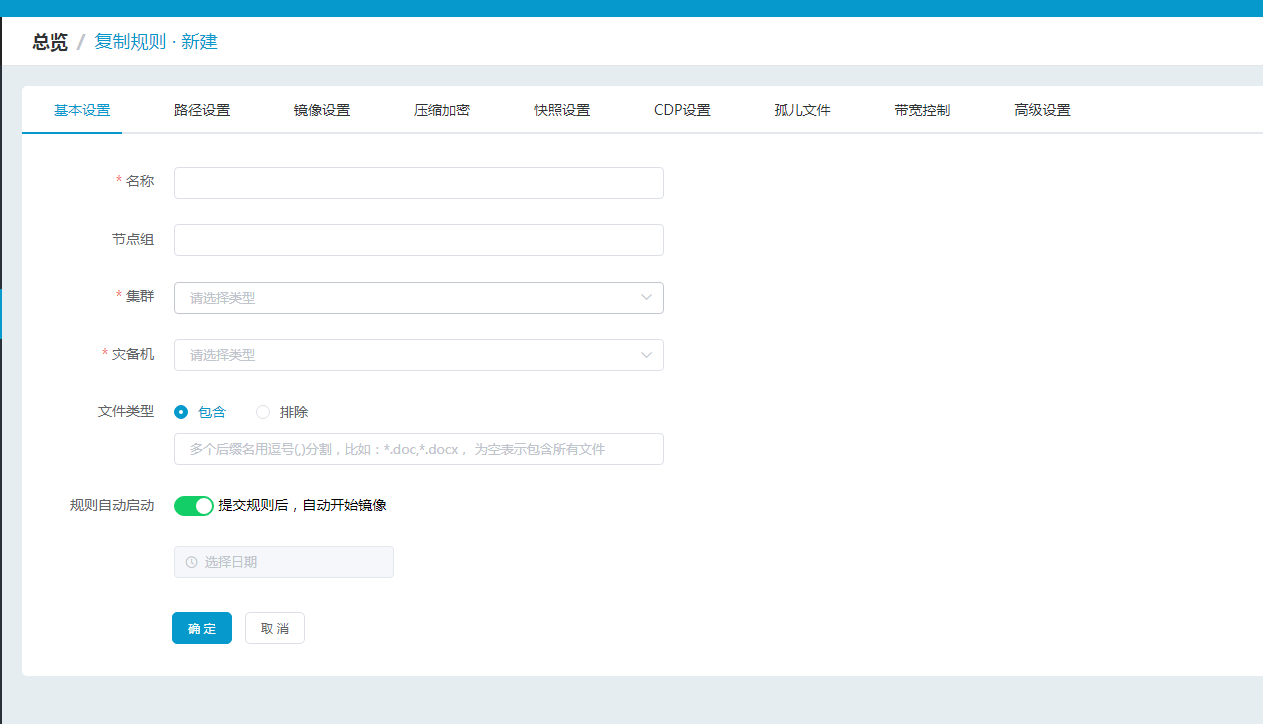 总览 / 复制规则 · 新建
基本设置 路径设置 镜像设置 压缩加密 快照设置 CDP设置 孤儿文件 带宽控制 高级设置
* 名称
节点组
* 集群 请选择类型
* 灾备机 请选择类型
文件类型 包含 排除
多个后缀名用逗号(,)分割，比如：*.doc,*.docx， 为空表示包含所有文件
规则自动启动 提交规则后，自动开始镜像
选择日期
确 定 取 消